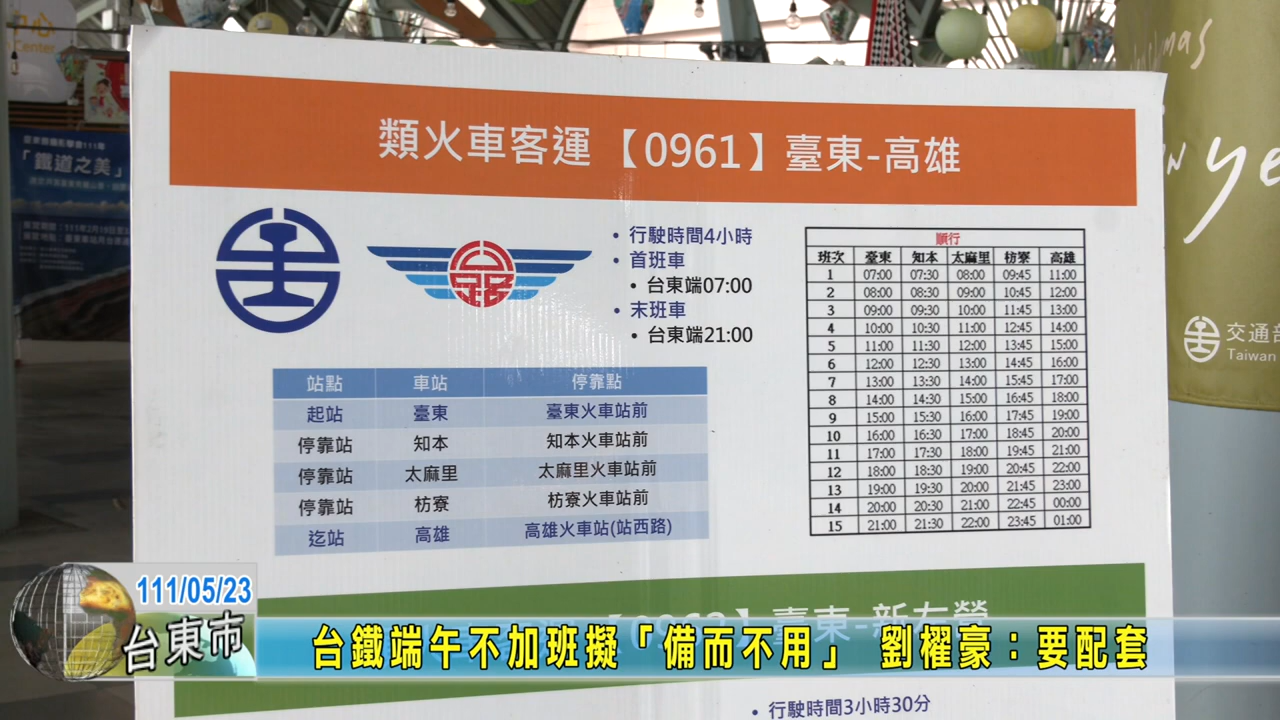 類火車客運【0961】臺東-高雄
• 行駛時間4小時
• 首班車
• 台東端07:00
• 末班車
• 台東端21:00
站點 車站 停靠點
起站 臺東 臺東火車站前
停靠站 知本 知本火車站前
停靠站 太麻里 太麻里火車站前
停靠站 枋寮 枋寮火車站前
迄站 高雄 高雄火車站(站西路)
順行
班次 臺東 知本 太麻里 枋寮 高雄
1 07:00 07:30 08:00 09:45 11:00
2 08:00 08:30 09:00 10:45 12:00
3 09:00 09:30 10:00 11:45 13:00
4 10:00 10:30 11:00 12:45 14:00
5 11:00 11:30 12:00 13:45 15:00
6 12:00 12:30 13:00 14:45 16:00
7 13:00 13:30 14:00 15:45 17:00
8 14:00 14:30 15:00 16:45 18:00
9 15:00 15:30 16:00 17:45 19:00
10 16:00 16:30 17:00 18:45 20:00
11 17:00 17:30 18:00 19:45 21:00
12 18:00 18:30 19:00 20:45 22:00
13 19:00 19:30 20:00 21:45 23:00
14 20:00 20:30 21:00 22:45 00:00
15 21:00 21:30 22:00 23:45 01:00
「鐵道之美」
交通部
Taiwan
臺東-新左營
• 行駛時間3小時30分
111/05/23
台東市
台鐵端午不加班擬「備而不用」 劉櫂豪：要配套